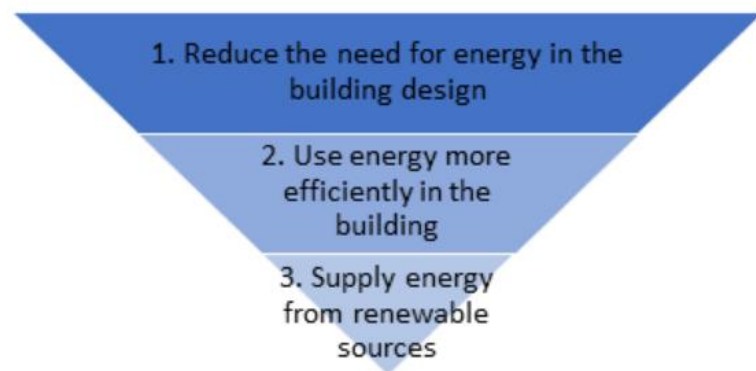 1. Reduce the need for energy in the
building design
2. Use energy more
efficiently in the
building
3. Supply energy
from renewable
sources